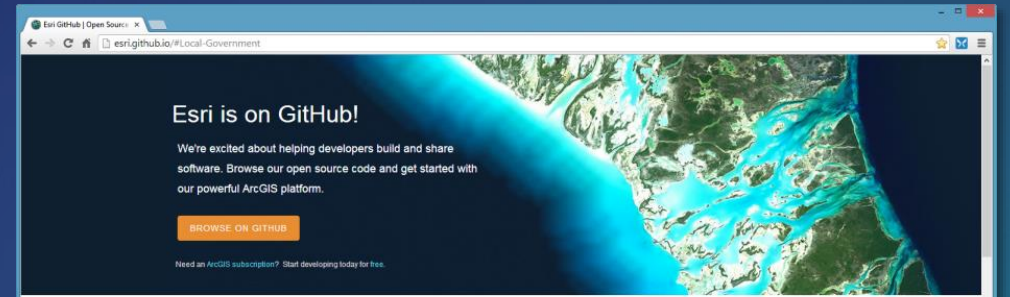 Esri GitHub | Open Source
esri.github.io/#Local-Government
Esri is on GitHub!
We're excited about helping developers build and share
software. Browse our open source code and get started with
our powerful ArcGIS platform.
BROWSE ON GITHUB
Need an ArcGIS subscription? Start developing today for free.